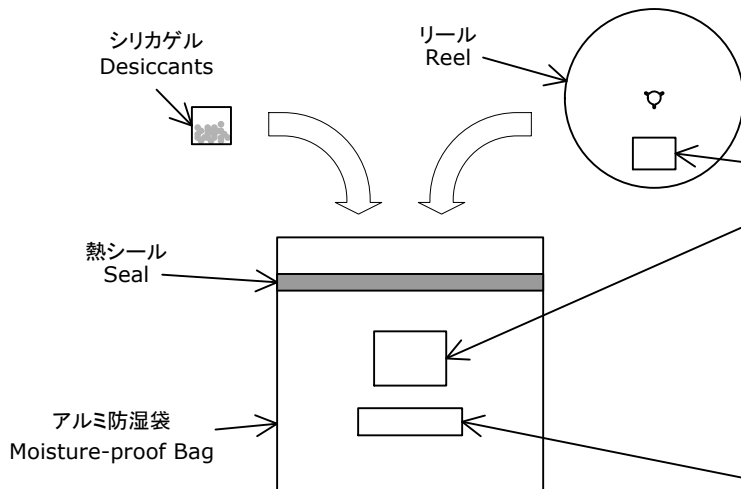 シリカゲル
Desiccants
リール
Reel
熱シール
Seal
アルミ防湿袋
Moisture-proof Bag